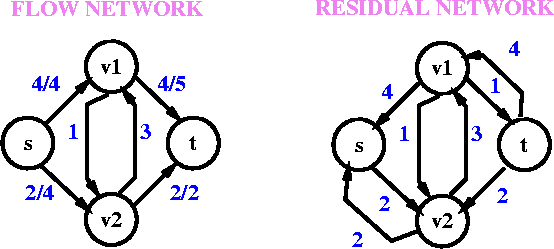 FLOW NETWORK
v1
4/4
4/5
s
1
3
t
2/4
2/2
v2
RESIDUAL NETWORK
4
v1
4
1
s
1
3
t
2
2
v2
2